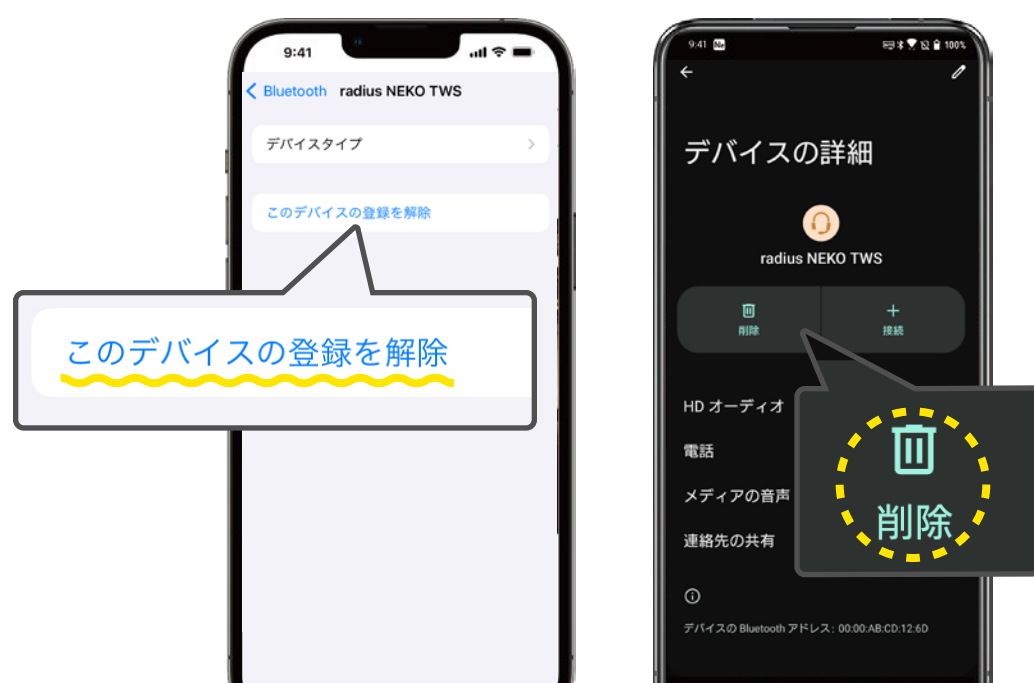 9:41
Bluetooth radius NEKO TWS
デバイスタイプ
このデバイスの登録を解除
このデバイスの登録を解除
9:41
100%
デバイスの詳細
radius NEKO TWS
削除
接続
HD オーディオ
電話
メディアの音声
連絡先の共有
削除
デバイスの Bluetooth アドレス: 00:00:AB:CD:12:6D